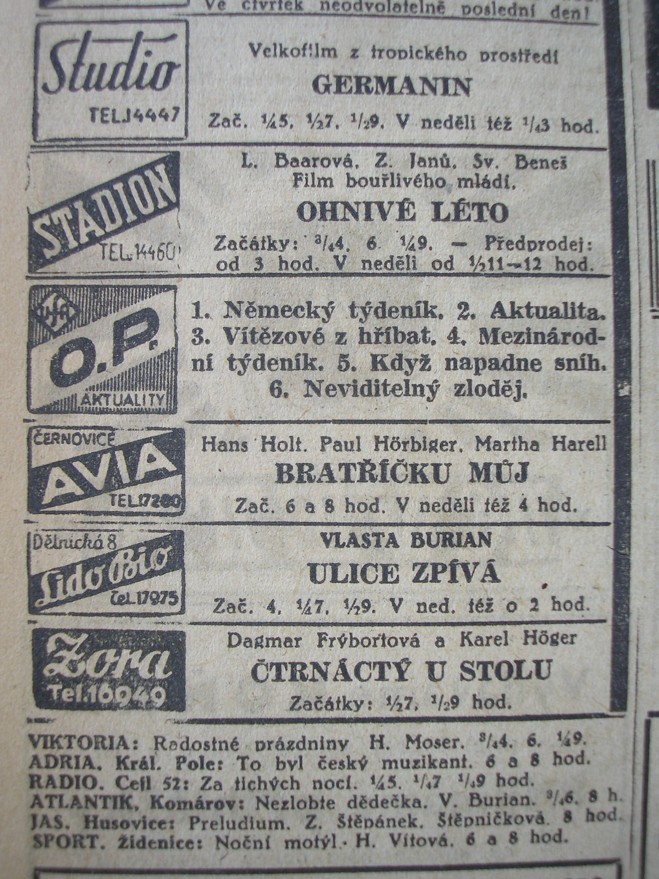 Ve čtvrtek neodvolatelně poslední den!
Studio
TEL.14447
Velkofilm z tropického prostředí
GERMANIN
Zač. ¼5, ½7, ½9. V neděli též ¼3 hod.
STADION
TEL. 14460
L. Baarová, Z. Janů, Sv. Beneš
Film bouřlivého mládí.
OHNIVÉ LÉTO
Začátky: ¾4, 6, ¼9. — Předprodej:
od 3 hod. V neděli od ½11—12 hod.
Ufa
O.P.
AKTUALITY
1. Německý týdeník. 2. Aktualita.
3. Vítězové z hříbat. 4. Mezinárod-
ní týdeník. 5. Když napadne sníh.
6. Neviditelný zloděj.
ČERNOVICE
AVIA
TEL.17280
Hans Holt, Paul Hörbiger, Martha Harell
BRATŘÍČKU MŮJ
Zač. 6 a 8 hod. V neděli též 4 hod.
Dělnická 8
Lido Bio
Tel.17975
VLASTA BURIAN
ULICE ZPÍVÁ
Zač. 4, ¼7, ½9. V ned. též o 2 hod.
Zora
Tel.16949
Dagmar Frýbortová a Karel Höger
ČTRNÁCTÝ U STOLU
Začátky: ½7, ½9 hod.
VIKTORIA: Radostné prázdniny H. Moser. ¾4, 6, ¼9.
ADRIA, Král. Pole: To byl český muzikant. 6 a 8 hod.
RADIO. Cejl 52: Za tichých nocí. ¼5, ¼7 ¼9 hod.
ATLANTIK, Komárov: Nezlobte dědečka. V. Burian. ¾6, 8 h.
JAS. Husovice: Preludium. Z. Štěpánek, Štěpničková. 8 hod.
SPORT. Židenice: Noční motýl. H. Vítová. 6 a 8 hod.